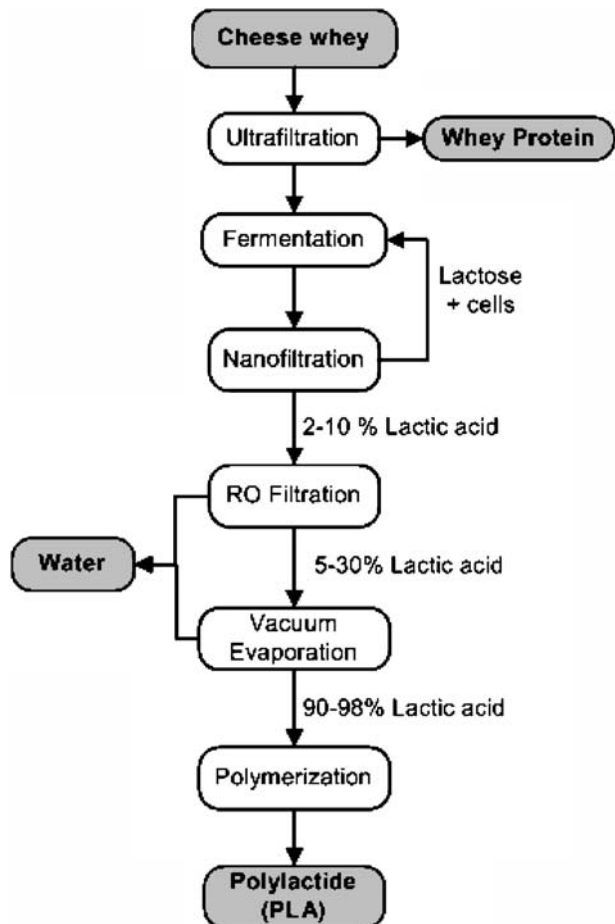 Cheese whey
Ultrafiltration
Whey Protein
Fermentation
Lactose
+ cells
Nanofiltration
2-10 % Lactic acid
RO Filtration
Water
5-30% Lactic acid
Vacuum
Evaporation
90-98% Lactic acid
Polymerization
Polylactide
(PLA)